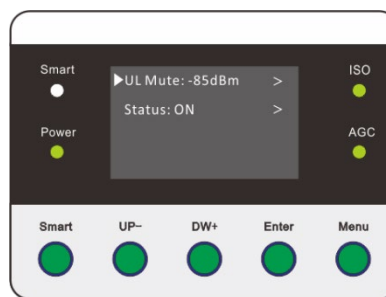 Smart
ISO
▶UL Mute: -85dBm >
Status: ON >
Power
AGC
Smart UP− DW+ Enter Menu